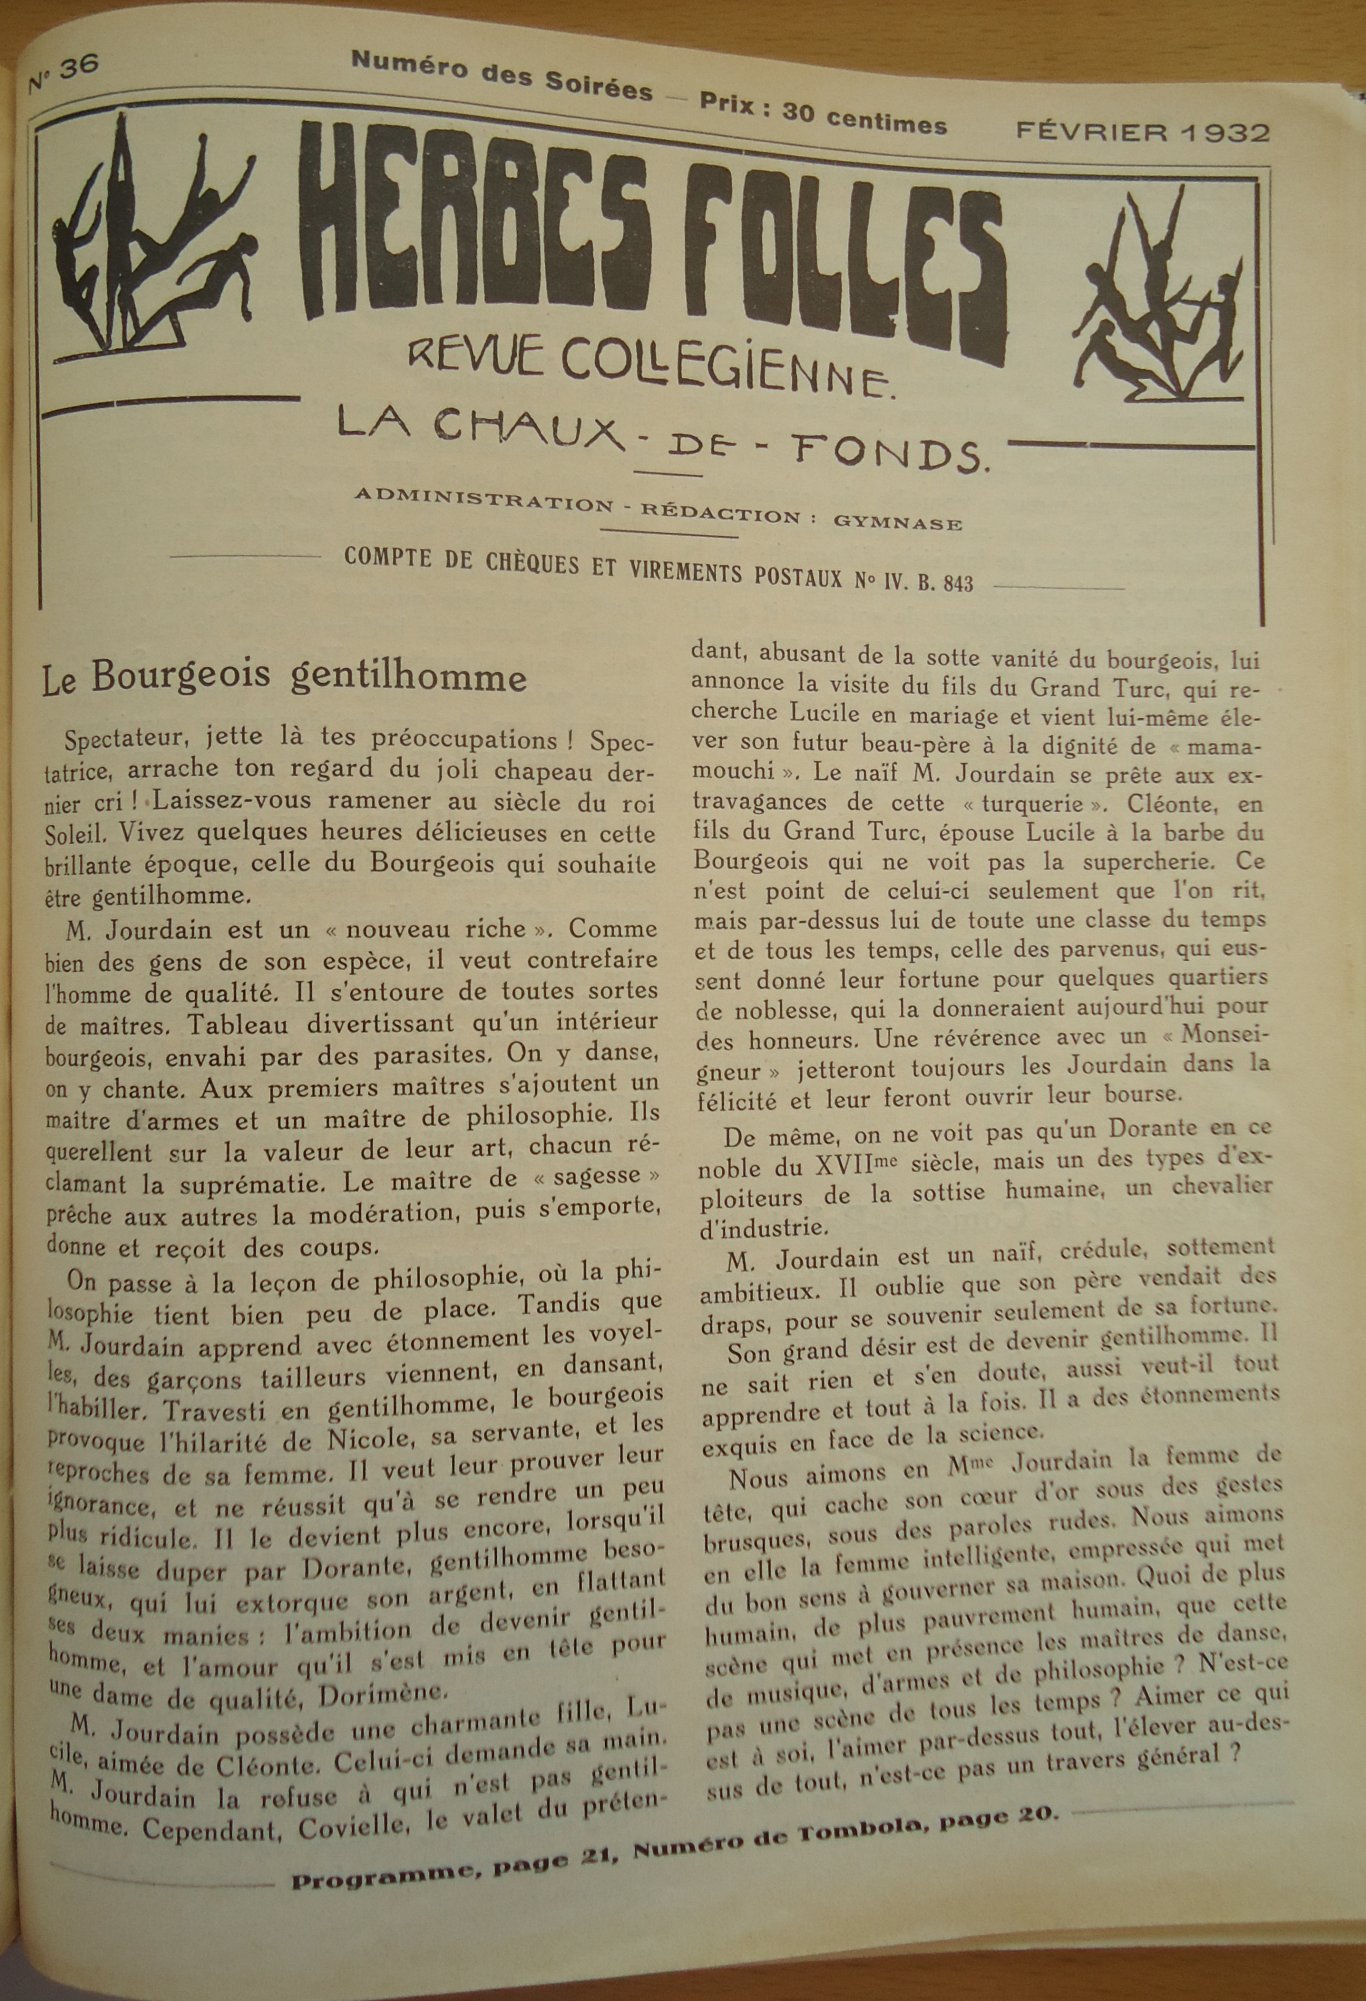 N° 36
Numéro des Soirées — Prix : 30 centimes
FÉVRIER 1932
HERBES FOLLES
REVUE COLLEGIENNE.
LA CHAUX - DE - FONDS.
ADMINISTRATION - RÉDACTION : GYMNASE
COMPTE DE CHÈQUES ET VIREMENTS POSTAUX No IV. B. 843
Le Bourgeois gentilhomme
Spectateur, jette là tes préoccupations ! Spec-
tatrice, arrache ton regard du joli chapeau der-
nier cri ! Laissez-vous ramener au siècle du roi
Soleil. Vivez quelques heures délicieuses en cette
brillante époque, celle du Bourgeois qui souhaite
être gentilhomme.
M. Jourdain est un « nouveau riche ». Comme
bien des gens de son espèce, il veut contrefaire
l'homme de qualité. Il s'entoure de toutes sortes
de maîtres. Tableau divertissant qu'un intérieur
bourgeois, envahi par des parasites. On y danse,
on y chante. Aux premiers maîtres s'ajoutent un
maître d'armes et un maître de philosophie. Ils
querellent sur la valeur de leur art, chacun ré-
clamant la suprématie. Le maître de « sagesse »
prêche aux autres la modération, puis s'emporte,
donne et reçoit des coups.
On passe à la leçon de philosophie, où la phi-
losophie tient bien peu de place. Tandis que
M. Jourdain apprend avec étonnement les voyel-
les, des garçons tailleurs viennent, en dansant,
l'habiller. Travesti en gentilhomme, le bourgeois
provoque l'hilarité de Nicole, sa servante, et les
reproches de sa femme. Il veut leur prouver leur
ignorance, et ne réussit qu'à se rendre un peu
plus ridicule. Il le devient plus encore, lorsqu'il
se laisse duper par Dorante, gentilhomme beso-
gneux, qui lui extorque son argent, en flattant
ses deux manies : l'ambition de devenir gentil-
homme, et l'amour qu'il s'est mis en tête pour
une dame de qualité, Dorimène.
M. Jourdain possède une charmante fille, Lu-
cile, aimée de Cléonte. Celui-ci demande sa main.
M. Jourdain la refuse à qui n'est pas gentil-
homme. Cependant, Covielle, le valet du préten-
dant, abusant de la sotte vanité du bourgeois, lui
annonce la visite du fils du Grand Turc, qui re-
cherche Lucile en mariage et vient lui-même éle-
ver son futur beau-père à la dignité de « mama-
mouchi ». Le naïf M. Jourdain se prête aux ex-
travagances de cette « turquerie ». Cléonte, en
fils du Grand Turc, épouse Lucile à la barbe du
Bourgeois qui ne voit pas la supercherie. Ce
n'est point de celui-ci seulement que l'on rit,
mais par-dessus lui de toute une classe du temps
et de tous les temps, celle des parvenus, qui eus-
sent donné leur fortune pour quelques quartiers
de noblesse, qui la donneraient aujourd'hui pour
des honneurs. Une révérence avec un « Monsei-
gneur » jetteront toujours les Jourdain dans la
félicité et leur feront ouvrir leur bourse.
De même, on ne voit pas qu'un Dorante en ce
noble du XVIIme siècle, mais un des types d'ex-
ploiteurs de la sottise humaine, un chevalier
d'industrie.
M. Jourdain est un naïf, crédule, sottement
ambitieux. Il oublie que son père vendait des
draps, pour se souvenir seulement de sa fortune.
Son grand désir est de devenir gentilhomme. Il
ne sait rien et s'en doute, aussi veut-il tout
apprendre et tout à la fois. Il a des étonnements
exquis en face de la science.
Nous aimons en Mme Jourdain la femme de
tête, qui cache son cœur d'or sous des gestes
brusques, sous des paroles rudes. Nous aimons
en elle la femme intelligente, empressée qui met
du bon sens à gouverner sa maison. Quoi de plus
humain, de plus pauvrement humain, que cette
scène qui met en présence les maîtres de danse,
de musique, d'armes et de philosophie ? N'est-ce
pas une scène de tous les temps ? Aimer ce qui
est à soi, l'aimer par-dessus tout, l'élever au-des-
sus de tout, n'est-ce pas un travers général ?
Programme, page 21, Numéro de Tombola, page 20.